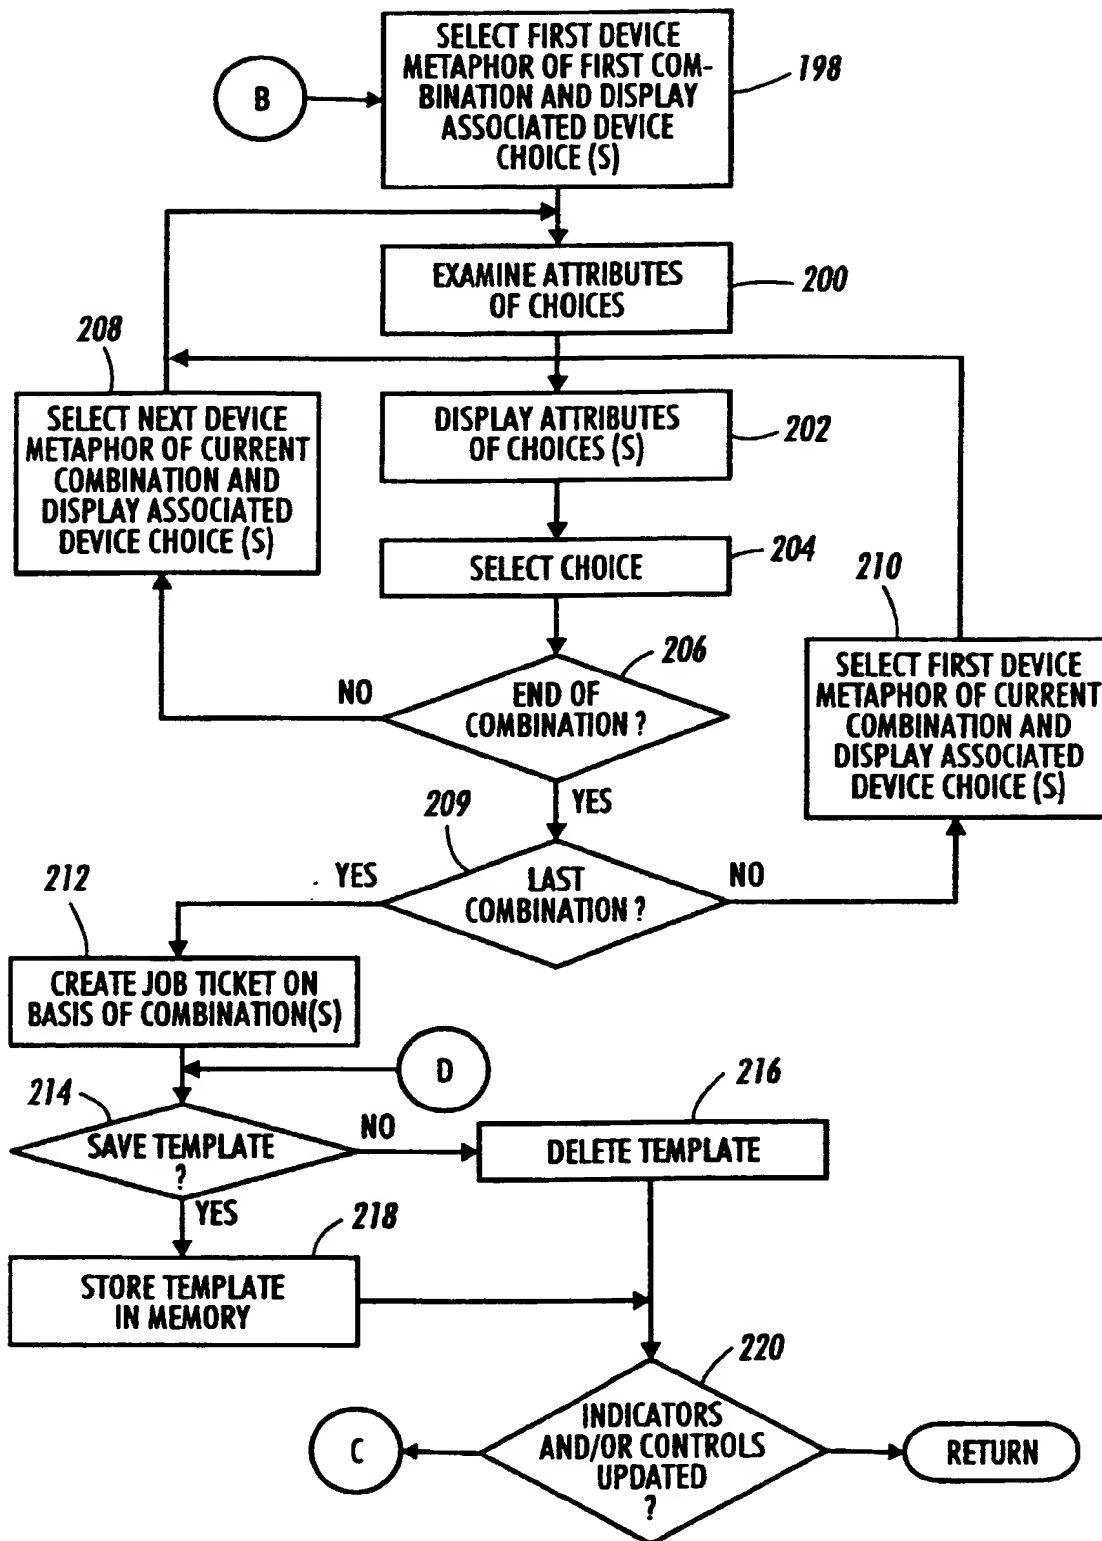 SELECT FIRST DEVICE
METAPHOR OF FIRST COM-
BINATION AND DISPLAY
ASSOCIATED DEVICE
CHOICE (S)
198
B
EXAMINE ATTRIBUTES
OF CHOICES
200
208
SELECT NEXT DEVICE
METAPHOR OF CURRENT
COMBINATION AND
DISPLAY ASSOCIATED
DEVICE CHOICE (S)
DISPLAY ATTRIBUTES
OF CHOICES (S)
202
SELECT CHOICE
204
210
SELECT FIRST DEVICE
METAPHOR OF CURRENT
COMBINATION AND
DISPLAY ASSOCIATED
DEVICE CHOICE (S)
206
NO
END OF
COMBINATION ?
YES
209
YES
LAST
COMBINATION ?
NO
212
CREATE JOB TICKET ON
BASIS OF COMBINATION(S)
D
214
SAVE TEMPLATE
?
NO
216
DELETE TEMPLATE
YES
218
STORE TEMPLATE
IN MEMORY
220
INDICATORS
AND/OR CONTROLS
UPDATED
?
C
RETURN